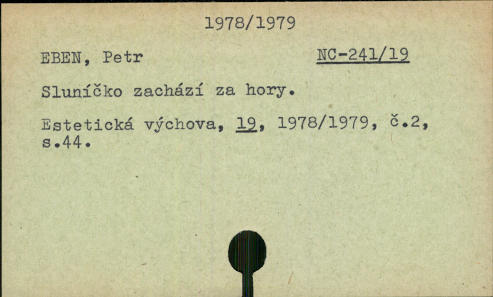 1978/1979
EBEN, Petr NC-241/19
Sluníčko zachází za hory.
Estetická výchova, 19, 1978/1979, č.2,
s.44.